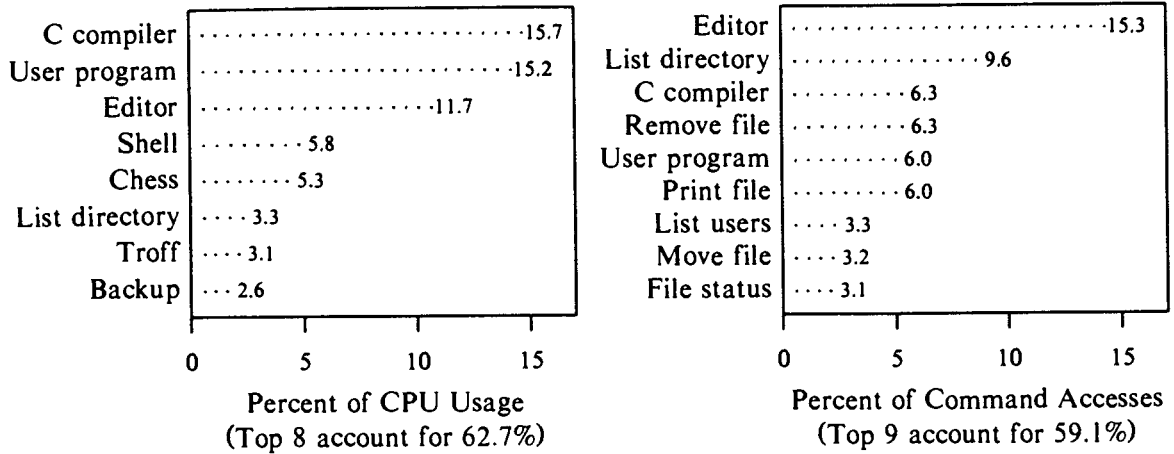 C compiler 15.7
User program 15.2
Editor 11.7
Shell 5.8
Chess 5.3
List directory 3.3
Troff 3.1
Backup 2.6
0 5 10 15
Percent of CPU Usage
(Top 8 account for 62.7%)
Editor 15.3
List directory 9.6
C compiler 6.3
Remove file 6.3
User program 6.0
Print file 6.0
List users 3.3
Move file 3.2
File status 3.1
0 5 10 15
Percent of Command Accesses
(Top 9 account for 59.1%)